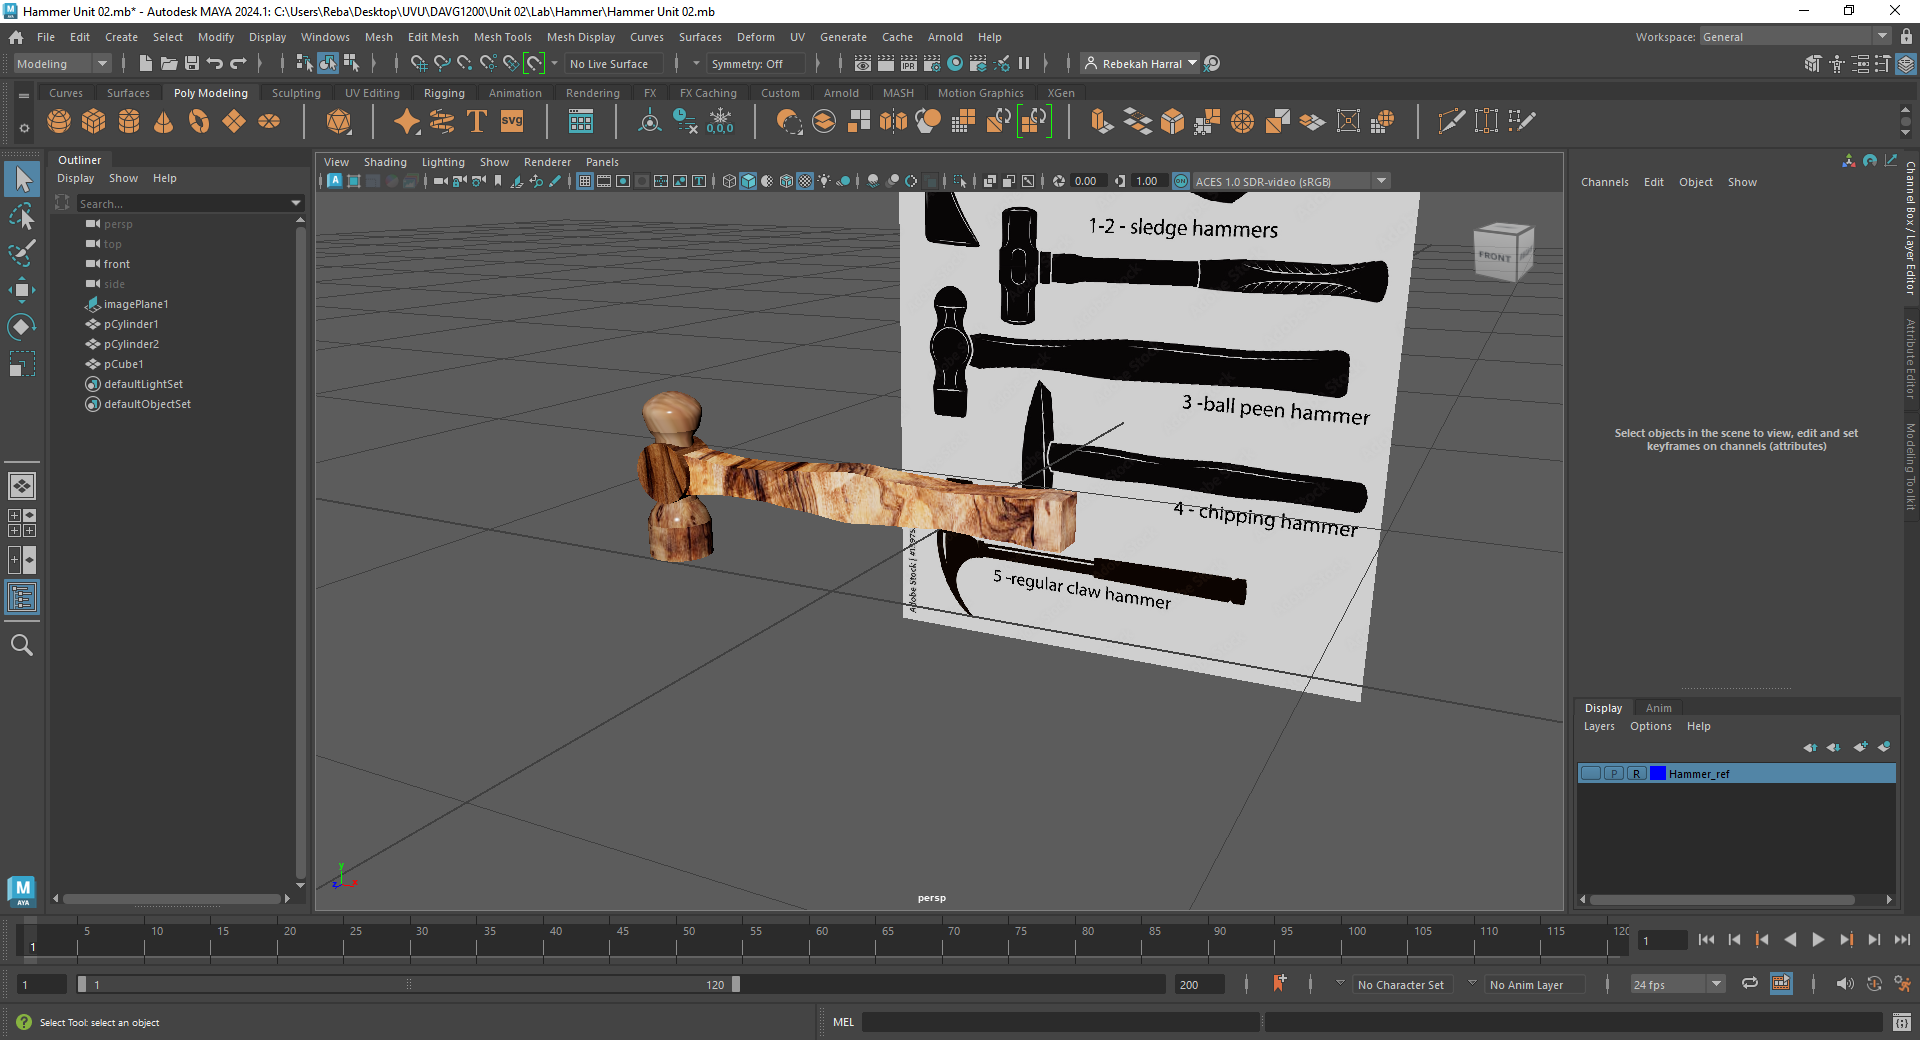 Hammer Unit 02.mb* - Autodesk MAYA 2024.1: C:\Users\Reba\Desktop\UVU\DAVG1200\Unit 02\Lab\Hammer\Hammer Unit 02.mb
File Edit Create Select Modify Display Windows Mesh Edit Mesh Mesh Tools Mesh Display Curves Surfaces Deform UV Generate Cache Arnold Help
Workspace: General
Modeling
No Live Surface
Symmetry: Off
IPR
Rebekah Harral
Curves Surfaces Poly Modeling Sculpting UV Editing Rigging Animation Rendering FX FX Caching Custom Arnold MASH Motion Graphics XGen
T
SVG
0,0,0
Outliner
Display Show Help
Search...
persp
top
front
side
imagePlane1
pCylinder1
pCylinder2
pCube1
defaultLightSet
defaultObjectSet
View Shading Lighting Show Renderer Panels
0.00
1.00
ACES 1.0 SDR-video (sRGB)
1-2 - sledge hammers
3 -ball peen hammer
4 - chipping hammer
5 -regular claw hammer
Adobe Stock
FRONT
y
z
x
persp
Channels Edit Object Show
Select objects in the scene to view, edit and set
keyframes on channels (attributes)
Channel Box / Layer Editor
Attribute Editor
Modeling Toolkit
Display Anim
Layers Options Help
P
R
Hammer_ref
M
AYA
1
5 10 15 20 25 30 35 40 45 50 55 60 65 70 75 80 85 90 95 100 105 110 115 120
1
1
1
120
200
No Character Set
No Anim Layer
24 fps
Select Tool: select an object
MEL